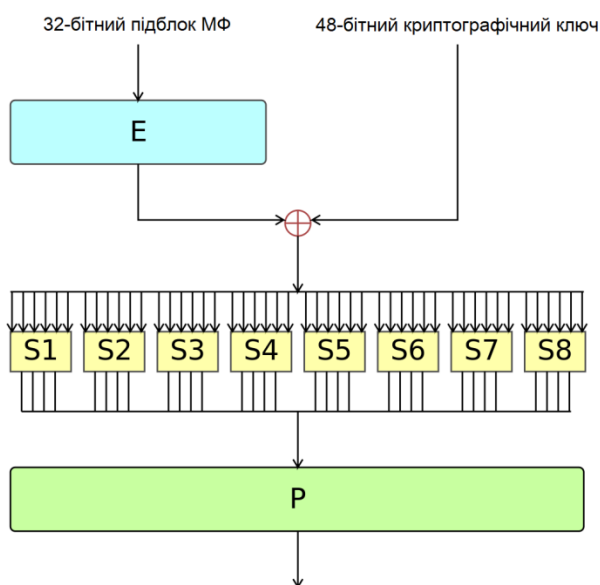 32-бітний підблок МФ
48-бітний криптографічний ключ
E
S1 S2 S3 S4 S5 S6 S7 S8
P